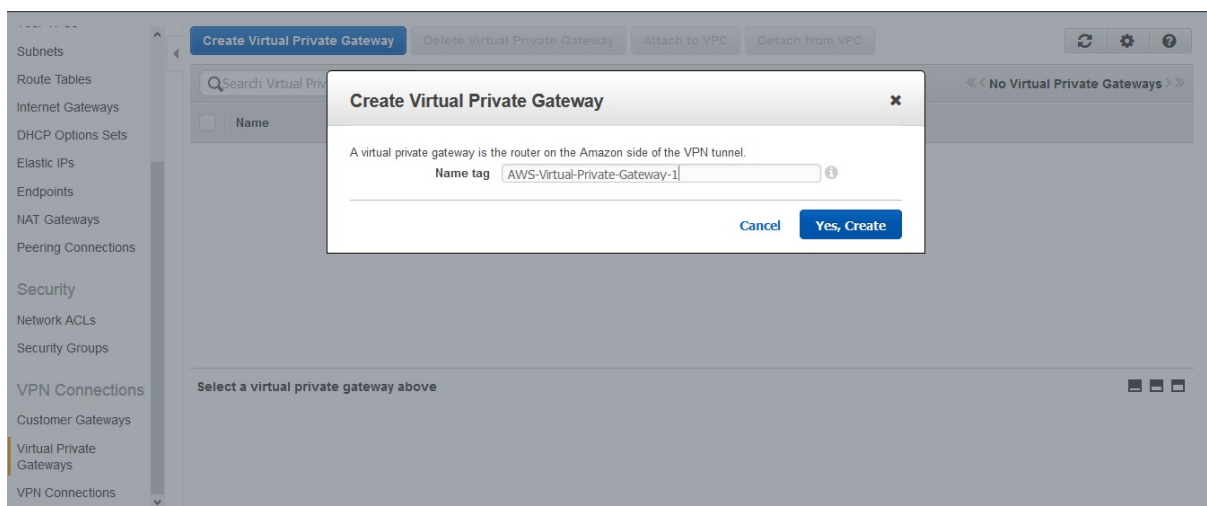 Subnets
Route Tables
Internet Gateways
DHCP Options Sets
Elastic IPs
Endpoints
NAT Gateways
Peering Connections
Security
Network ACLs
Security Groups
VPN Connections
Customer Gateways
Virtual Private
Gateways
VPN Connections
Create Virtual Private Gateway Delete Virtual Private Gateway Attach to VPC Detach from VPC
Search Virtual Priv
« < No Virtual Private Gateways > »
Name
Create Virtual Private Gateway
A virtual private gateway is the router on the Amazon side of the VPN tunnel.
Name tag AWS-Virtual-Private-Gateway-1
Cancel Yes, Create
Select a virtual private gateway above